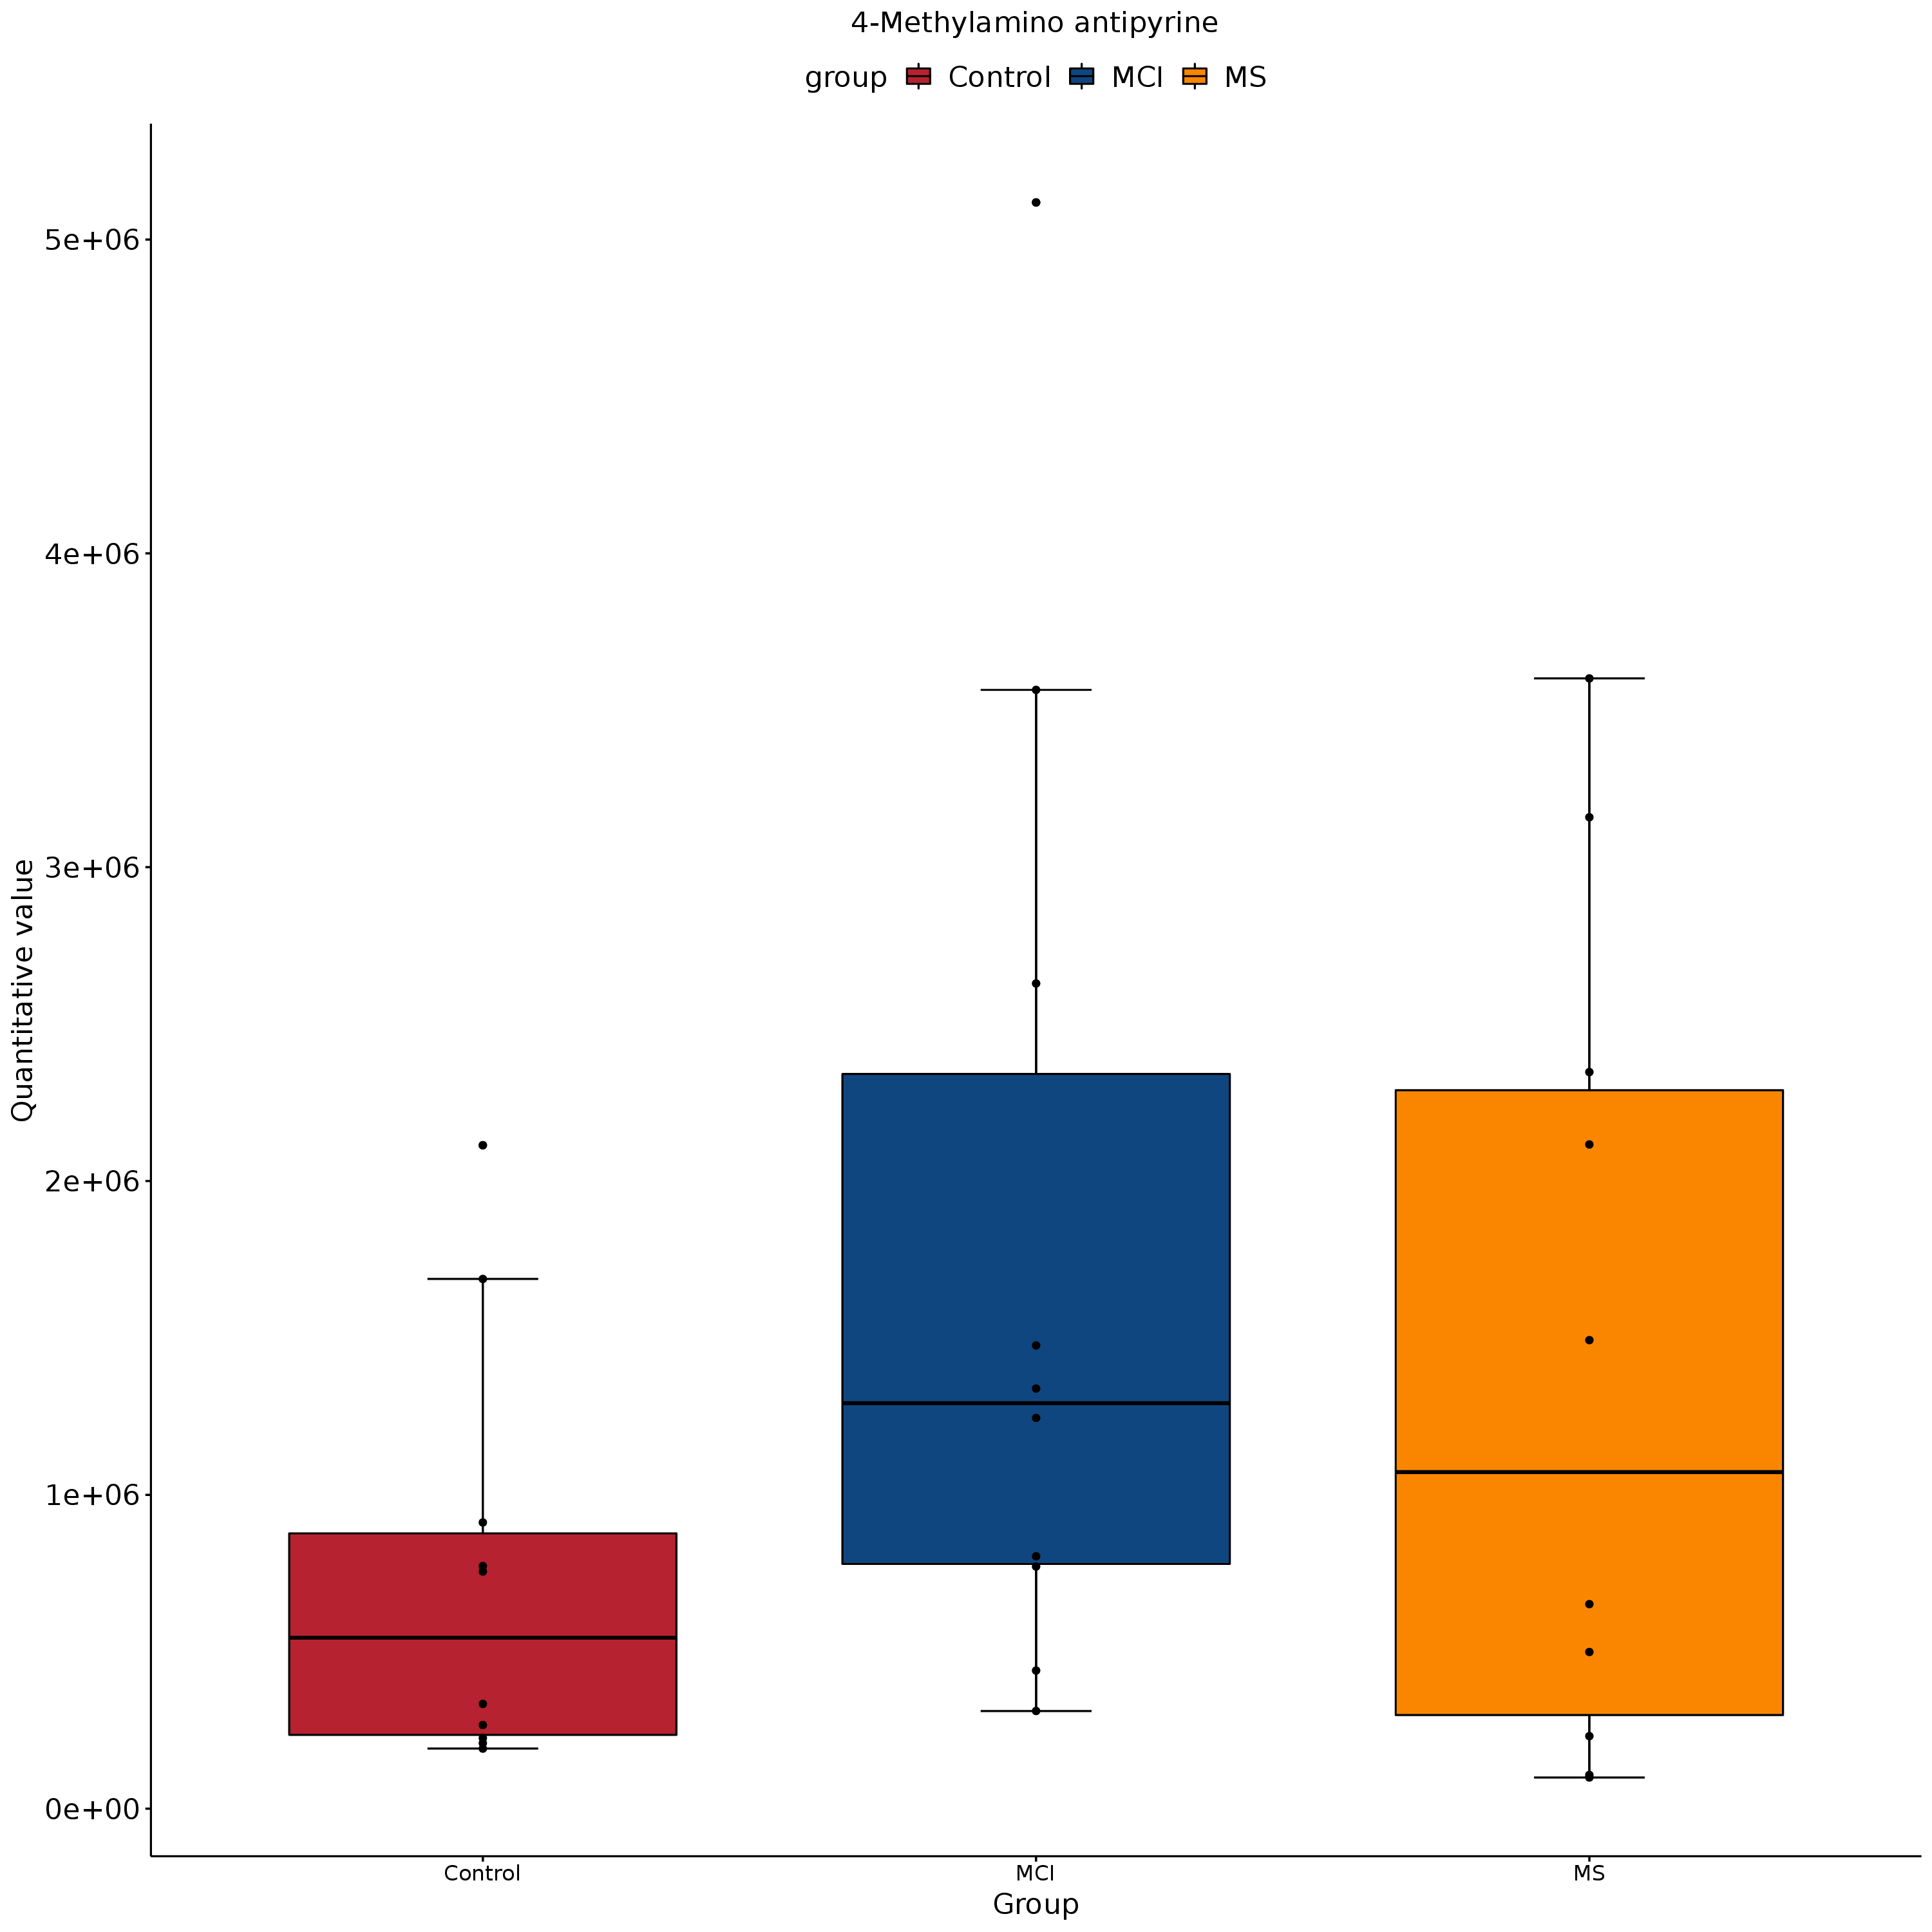 4-Methylamino antipyrine
group Control MCI MS
5e+06
4e+06
3e+06
2e+06
1e+06
0e+00
Quantitative value
Control MCI MS
Group